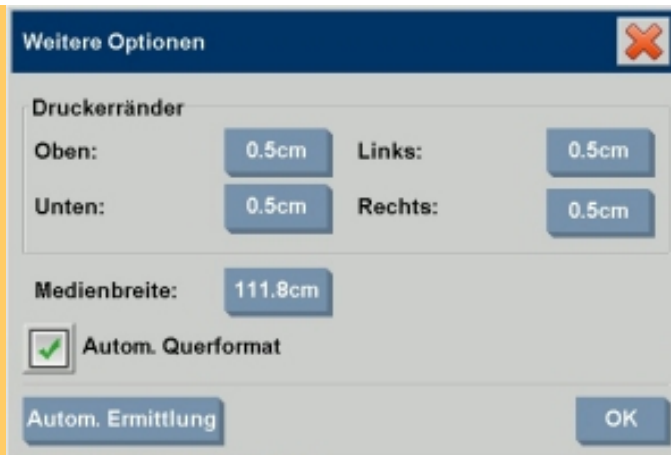 Weitere Optionen
Druckerränder
Oben: 0.5cm Links: 0.5cm
Unten: 0.5cm Rechts: 0.5cm
Medienbreite: 111.8cm
Autom. Querformat
Autom. Ermittlung OK